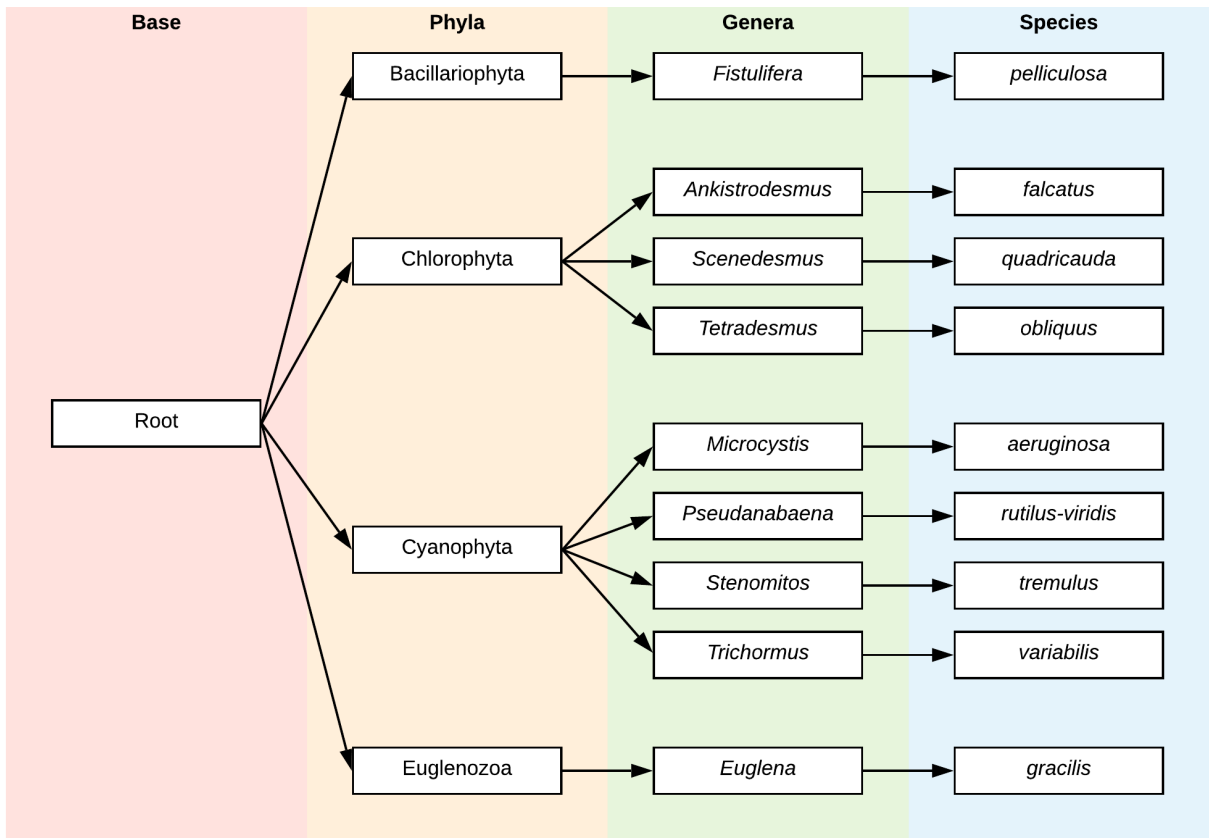 Base Phyla Genera Species
Bacillariophyta Fistulifera pelliculosa
Ankistrodesmus falcatus
Chlorophyta Scenedesmus quadricauda
Tetradesmus obliquus
Root
Microcystis aeruginosa
Pseudanabaena rutilus-viridis
Cyanophyta
Stenomitos tremulus
Trichormus variabilis
Euglenozoa Euglena gracilis